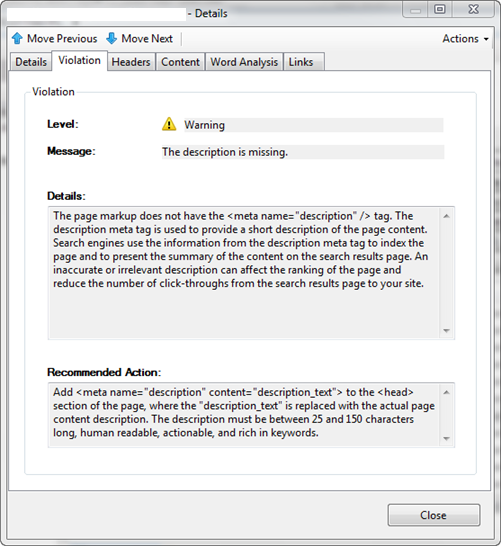 - Details
Move Previous Move Next Actions
Details Violation Headers Content Word Analysis Links
Violation
Level: Warning
Message: The description is missing.
Details:
The page markup does not have the <meta name="description" /> tag. The
description meta tag is used to provide a short description of the page content.
Search engines use the information from the description meta tag to index the
page and to present the summary of the content on the search results page. An
inaccurate or irrelevant description can affect the ranking of the page and
reduce the number of click-throughs from the search results page to your site.
Recommended Action:
Add <meta name="description" content="description_text"> to the <head>
section of the page, where the "description_text" is replaced with the actual page
content description. The description must be between 25 and 150 characters
long, human readable, actionable, and rich in keywords.
Close